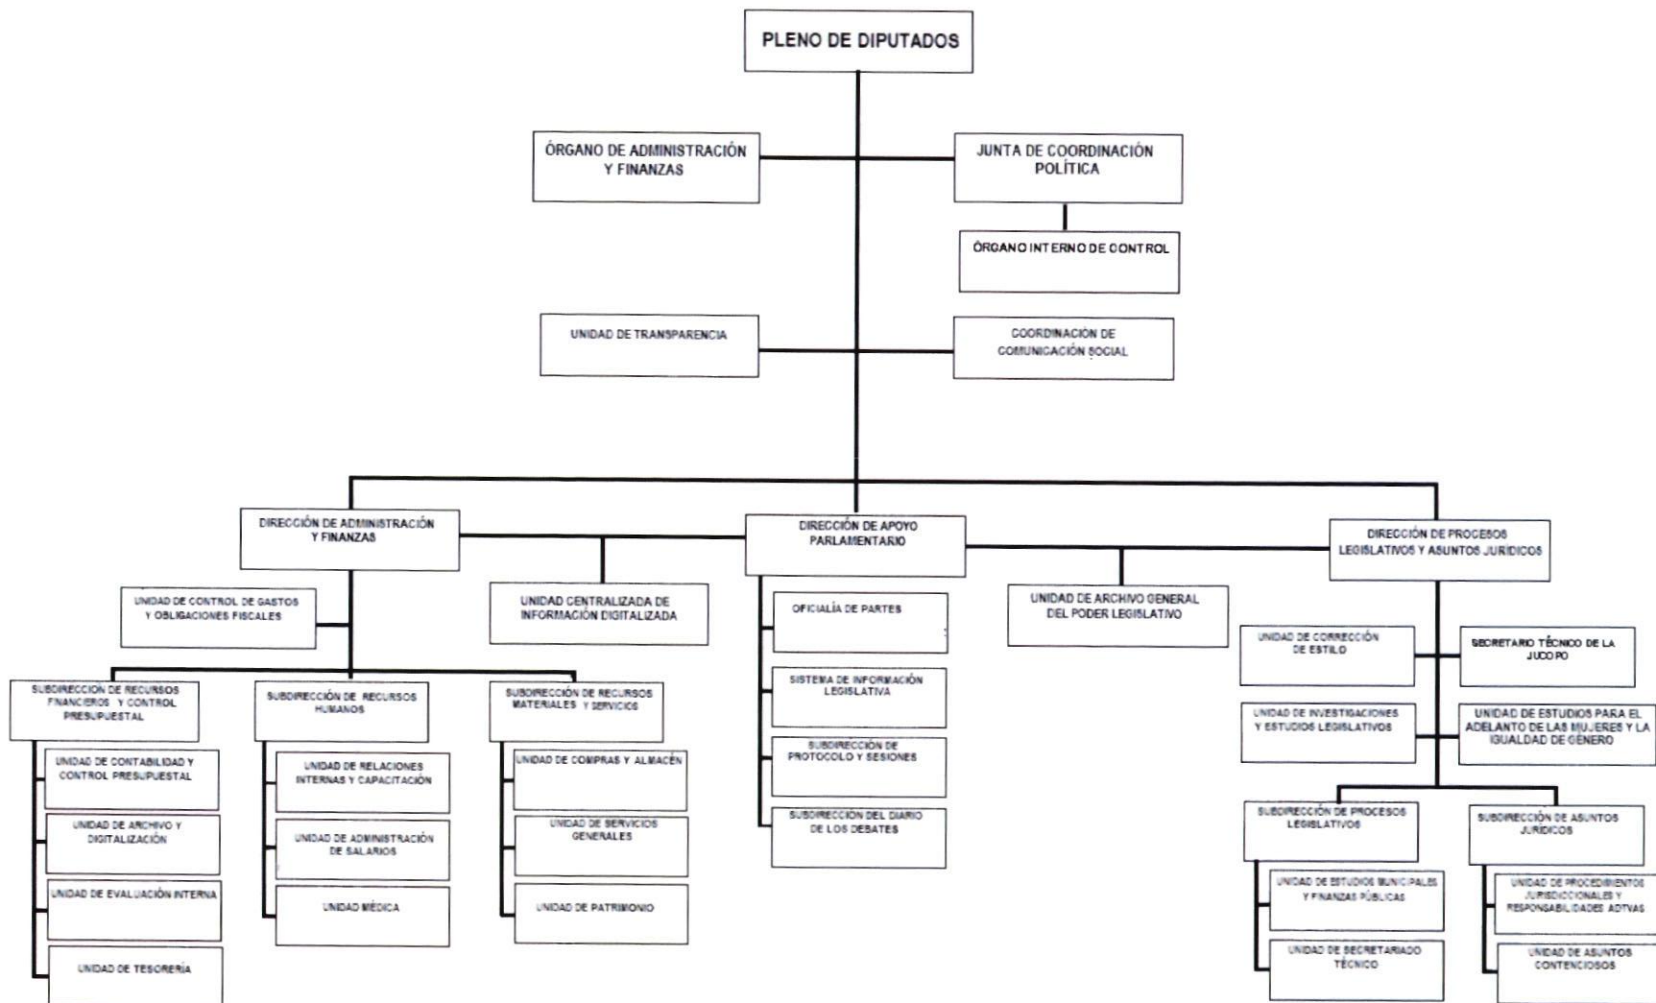 PLENO DE DIPUTADOS
ÓRGANO DE ADMINISTRACIÓN
Y FINANZAS
JUNTA DE COORDINACIÓN
POLÍTICA
ÓRGANO INTERNO DE CONTROL
UNIDAD DE TRANSPARENCIA
COORDINACIÓN DE
COMUNICACIÓN SOCIAL
DIRECCIÓN DE ADMINISTRACIÓN
Y FINANZAS
DIRECCIÓN DE APOYO
PARLAMENTARIO
DIRECCIÓN DE PROCESOS
LEGISLATIVOS Y ASUNTOS JURÍDICOS
UNIDAD DE CONTROL DE GASTOS
Y OBLIGACIONES FISCALES
UNIDAD CENTRALIZADA DE
INFORMACIÓN DIGITALIZADA
OFICIALÍA DE PARTES
UNIDAD DE ARCHIVO GENERAL
DEL PODER LEGISLATIVO
UNIDAD DE CORRECCIÓN
DE ESTILO
SECRETARIO TÉCNICO DE LA
JUCOPO
SUBDIRECCIÓN DE RECURSOS
FINANCIEROS Y CONTROL
PRESUPUESTAL
SUBDIRECCIÓN DE RECURSOS
HUMANOS
SUBDIRECCIÓN DE RECURSOS
MATERIALES Y SERVICIOS
SISTEMA DE INFORMACIÓN
LEGISLATIVA
UNIDAD DE INVESTIGACIONES
Y ESTUDIOS LEGISLATIVOS
UNIDAD DE ESTUDIOS PARA EL
ADELANTO DE LAS MUJERES Y LA
IGUALDAD DE GÉNERO
UNIDAD DE CONTABILIDAD Y
CONTROL PRESUPUESTAL
UNIDAD DE RELACIONES
INTERNAS Y CAPACITACIÓN
UNIDAD DE COMPRAS Y ALMACÉN
SUBDIRECCIÓN DE
PROTOCOLO Y SESIONES
UNIDAD DE ARCHIVO Y
DIGITALIZACIÓN
UNIDAD DE ADMINISTRACIÓN
DE SALARIOS
UNIDAD DE SERVICIOS
GENERALES
SUBDIRECCIÓN DEL DIARIO
DE LOS DEBATES
SUBDIRECCIÓN DE PROCESOS
LEGISLATIVOS
SUBDIRECCIÓN DE ASUNTOS
JURÍDICOS
UNIDAD DE EVALUACIÓN INTERNA
UNIDAD MÉDICA
UNIDAD DE PATRIMONIO
UNIDAD DE ESTUDIOS MUNICIPALES
Y FINANZAS PÚBLICAS
UNIDAD DE PROCEDIMIENTOS
JURISDICCIONALES Y
RESPONSABILIDADES ADTVAS
UNIDAD DE TESORERÍA
UNIDAD DE SECRETARIADO
TÉCNICO
UNIDAD DE ASUNTOS
CONTENCIOSOS